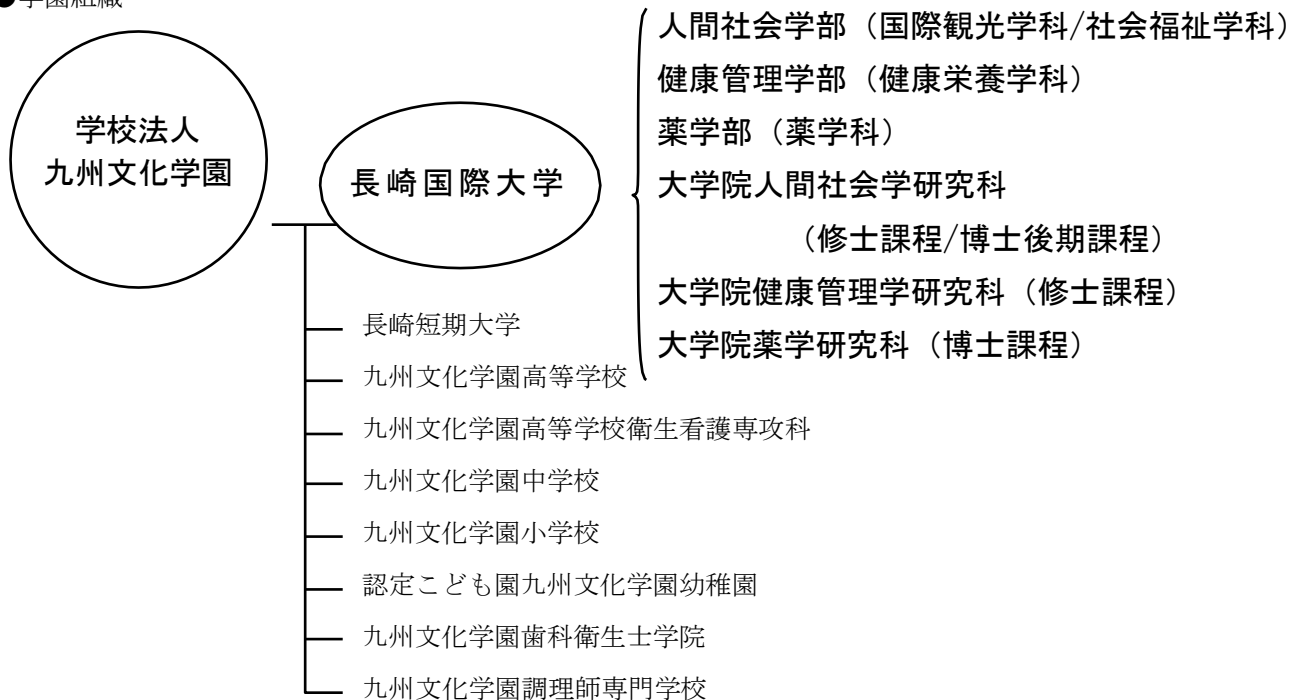 ●学園組織
学校法人
九州文化学園
長崎国際大学
人間社会学部（国際観光学科/社会福祉学科）
健康管理学部（健康栄養学科）
薬学部（薬学科）
大学院人間社会学研究科
（修士課程/博士後期課程）
大学院健康管理学研究科（修士課程）
大学院薬学研究科（博士課程）
長崎短期大学
九州文化学園高等学校
九州文化学園高等学校衛生看護専攻科
九州文化学園中学校
九州文化学園小学校
認定こども園九州文化学園幼稚園
九州文化学園歯科衛生士学院
九州文化学園調理師専門学校